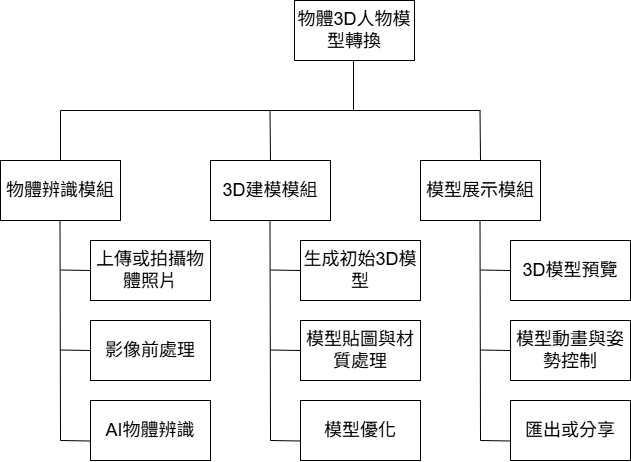 物體3D人物模
型轉換
物體辨識模組
3D建模模組
模型展示模組
上傳或拍攝物
體照片
生成初始3D模
型
3D模型預覽
影像前處理
模型貼圖與材
質處理
模型動畫與姿
勢控制
AI物體辨識
模型優化
匯出或分享